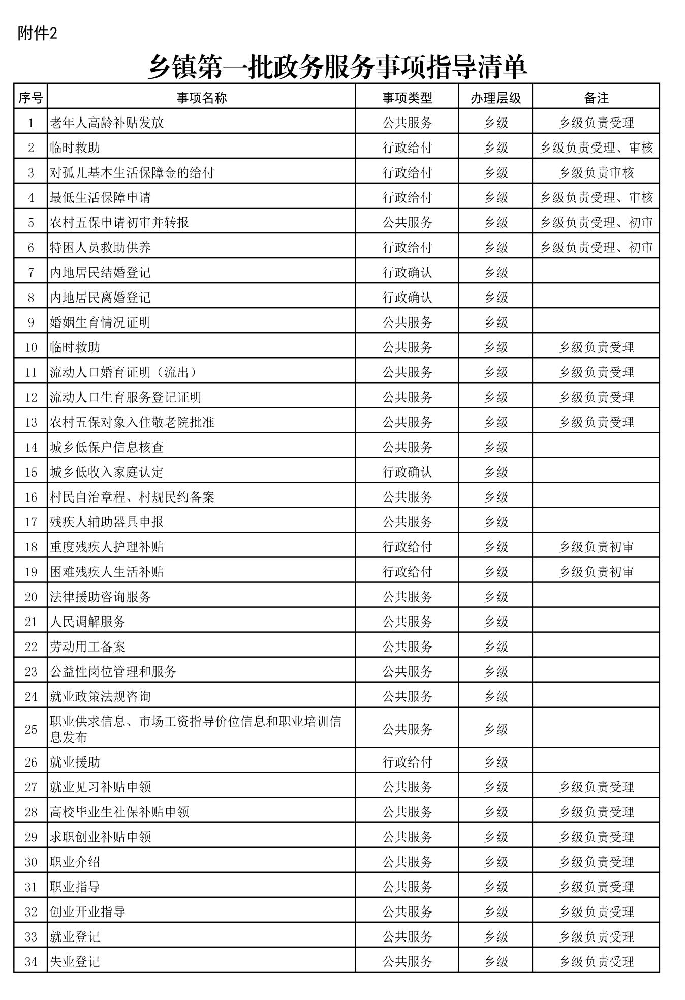 附件2
乡镇第一批政务服务事项指导清单
序号 事项名称 事项类型 办理层级 备注
1 老年人高龄补贴发放 公共服务 乡级 乡级负责受理
2 临时救助 行政给付 乡级 乡级负责受理、审核
3 对孤儿基本生活保障金的给付 行政给付 乡级 乡级负责审核
4 最低生活保障申请 行政给付 乡级 乡级负责受理、审核
5 农村五保申请初审并转报 公共服务 乡级 乡级负责受理、初审
6 特困人员救助供养 行政给付 乡级 乡级负责受理、初审
7 内地居民结婚登记 行政确认 乡级
8 内地居民离婚登记 行政确认 乡级
9 婚姻生育情况证明 公共服务 乡级
10 临时救助 公共服务 乡级 乡级负责受理
11 流动人口婚育证明（流出） 公共服务 乡级 乡级负责受理
12 流动人口生育服务登记证明 公共服务 乡级 乡级负责受理
13 农村五保对象入住敬老院批准 公共服务 乡级 乡级负责受理
14 城乡低保户信息核查 公共服务 乡级
15 城乡低收入家庭认定 行政确认 乡级
16 村民自治章程、村规民约备案 公共服务 乡级
17 残疾人辅助器具申报 公共服务 乡级
18 重度残疾人护理补贴 行政给付 乡级 乡级负责初审
19 困难残疾人生活补贴 行政给付 乡级 乡级负责初审
20 法律援助咨询服务 公共服务 乡级
21 人民调解服务 公共服务 乡级
22 劳动用工备案 公共服务 乡级
23 公益性岗位管理和服务 公共服务 乡级
24 就业政策法规咨询 公共服务 乡级
25 职业供求信息、市场工资指导价位信息和职业培训信
息发布 公共服务 乡级
26 就业援助 行政给付 乡级
27 就业见习补贴申领 公共服务 乡级 乡级负责受理
28 高校毕业生社保补贴申领 公共服务 乡级 乡级负责受理
29 求职创业补贴申领 公共服务 乡级 乡级负责受理
30 职业介绍 公共服务 乡级 乡级负责受理
31 职业指导 公共服务 乡级 乡级负责受理
32 创业开业指导 公共服务 乡级 乡级负责受理
33 就业登记 公共服务 乡级 乡级负责受理
34 失业登记 公共服务 乡级 乡级负责受理